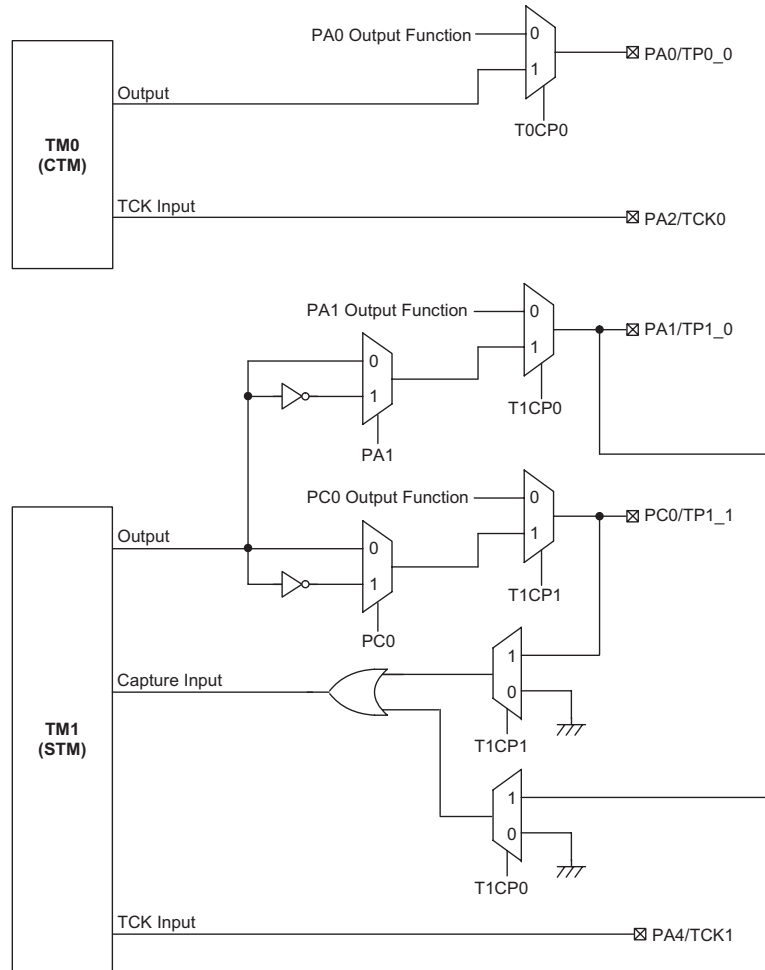 PA0 Output Function
0
1
PA0/TP0_0
T0CP0
Output
TM0
(CTM)
TCK Input
PA2/TCK0
PA1 Output Function
0
1
PA1/TP1_0
T1CP0
0
1
PA1
PC0 Output Function
0
1
PC0/TP1_1
T1CP1
Output
0
1
PC0
Capture Input
1
0
T1CP1
TM1
(STM)
1
0
T1CP0
TCK Input
PA4/TCK1